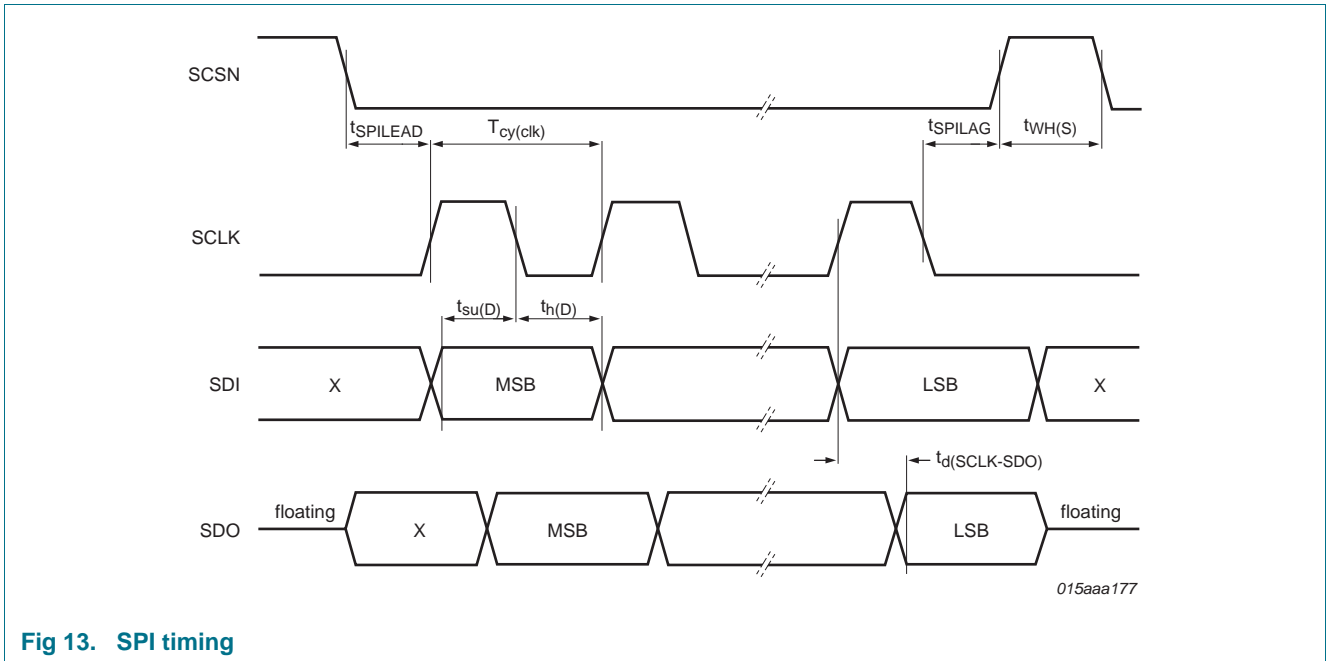 SCSN
tSPILEAD
Tcy(clk)
tSPILAG
tWH(S)
SCLK
tsu(D)
th(D)
SDI
X
MSB
LSB
X
td(SCLK-SDO)
SDO
floating
X
MSB
LSB
floating
015aaa177
Fig 13. SPI timing